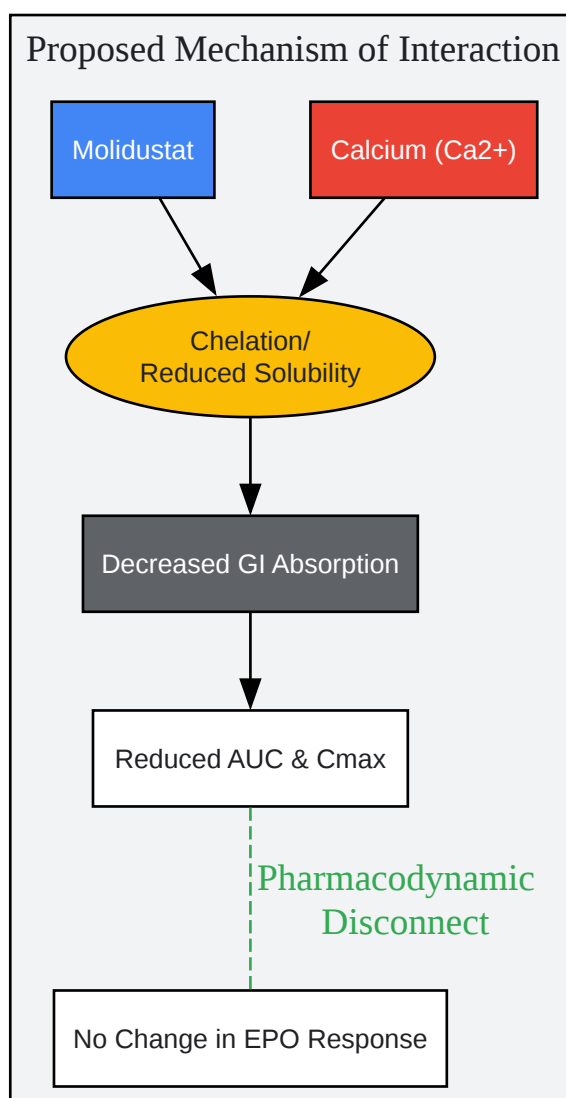 Proposed Mechanism of Interaction
Molidustat
Calcium (Ca2+)
Chelation/
Reduced Solubility
Decreased GI Absorption
Reduced AUC & Cmax
Pharmacodynamic
Disconnect
No Change in EPO Response